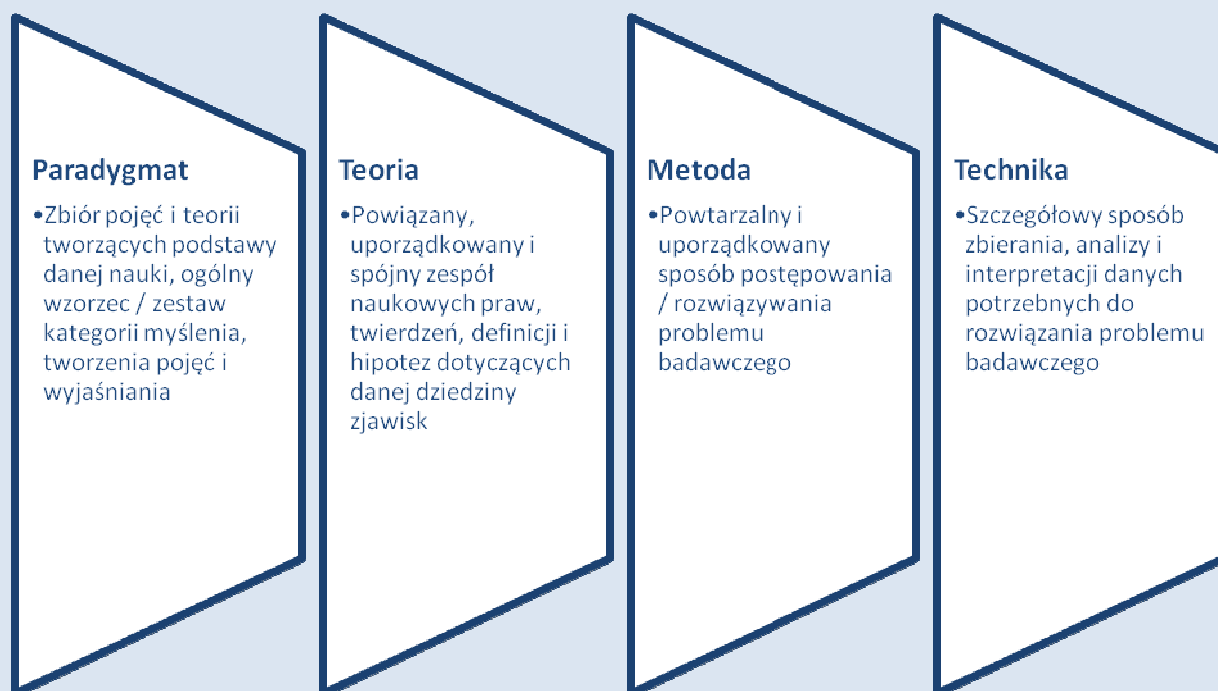 Paradygmat
•Zbiór pojęć i teorii
tworzących podstawy
danej nauki, ogólny
wzorzec / zestaw
kategorii myślenia,
tworzenia pojęć i
wyjaśniania
Teoria
•Powiązany,
uporządkowany i
spójny zespół
naukowych praw,
twierdzeń, definicji i
hipotez dotyczących
danej dziedziny
zjawisk
Metoda
•Powtarzalny i
uporządkowany
sposób postępowania
/ rozwiązywania
problemu
badawczego
Technika
•Szczegółowy sposób
zbierania, analizy i
interpretacji danych
potrzebnych do
rozwiązania problemu
badawczego